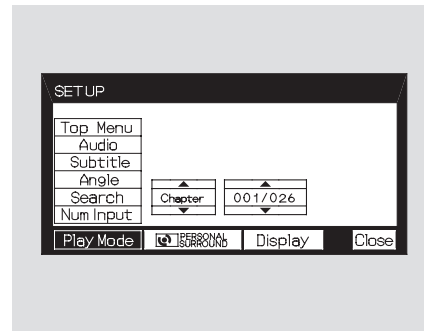 SETUP
Top Menu
Audio
Subtitle
Angle
Search
Num Input
Chapter
001/026
Play Mode
PERSONAL
SURROUND
Display
Close